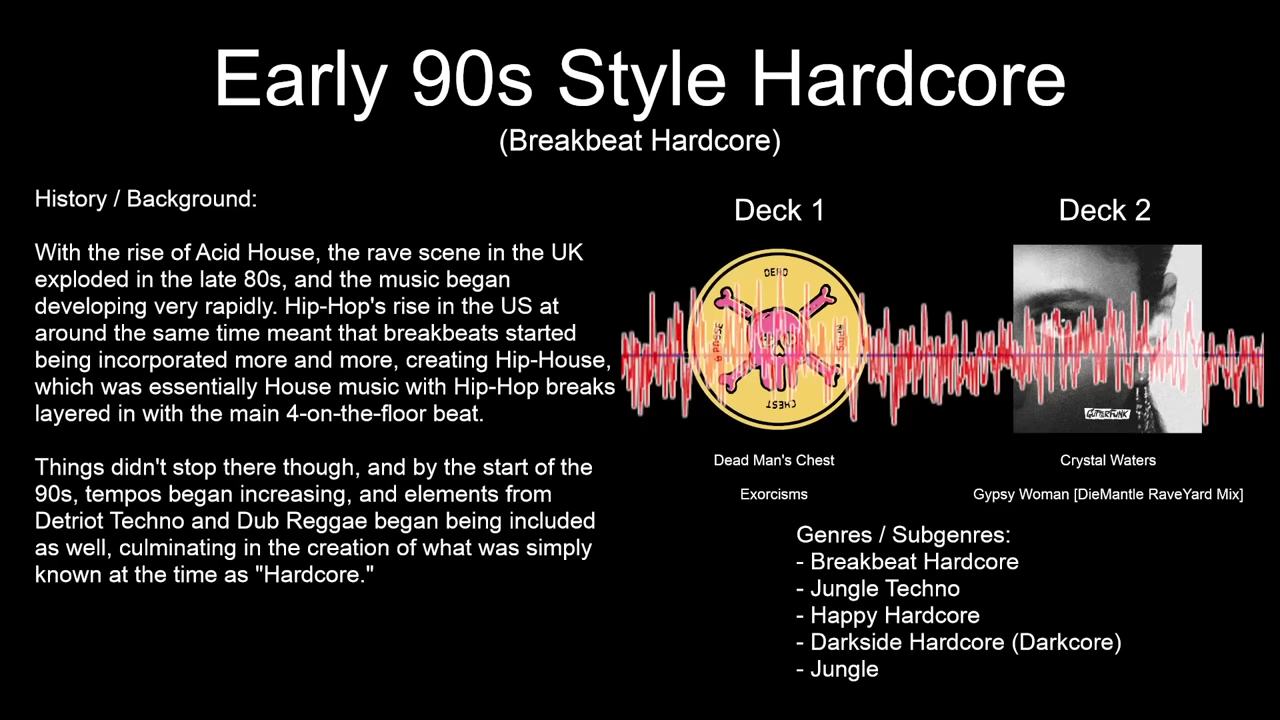 Early 90s Style Hardcore
(Breakbeat Hardcore)
History / Background:
With the rise of Acid House, the rave scene in the UK
exploded in the late 80s, and the music began
developing very rapidly. Hip-Hop's rise in the US at
around the same time meant that breakbeats started
being incorporated more and more, creating Hip-House,
which was essentially House music with Hip-Hop breaks
layered in with the main 4-on-the-floor beat.
Things didn't stop there though, and by the start of the
90s, tempos began increasing, and elements from
Detriot Techno and Dub Reggae began being included
as well, culminating in the creation of what was simply
known at the time as "Hardcore."
Deck 1
DEAD
CHEST
Dead Man's Chest
Exorcisms
Deck 2
GUTTERFUNK
Crystal Waters
Gypsy Woman [DieMantle RaveYard Mix]
Genres / Subgenres:
- Breakbeat Hardcore
- Jungle Techno
- Happy Hardcore
- Darkside Hardcore (Darkcore)
- Jungle